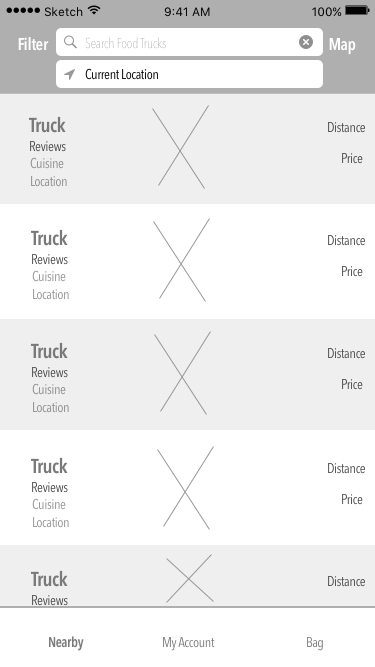 Sketch 9:41 AM 100%
Filter Search Food Trucks Map
Current Location
Truck
Reviews
Cuisine
Location
Distance
Price
Truck
Reviews
Cuisine
Location
Distance
Price
Truck
Reviews
Cuisine
Location
Distance
Price
Truck
Reviews
Cuisine
Location
Distance
Price
Truck
Reviews
Distance
Nearby My Account Bag